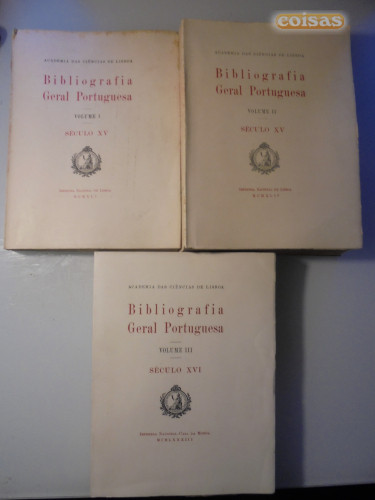 coisas
ACADEMIA DAS CIÊNCIAS DE LISBOA
Bibliografia
Geral Portuguesa
VOLUME I
SÉCULO XV
ACADEMIA DAS CIÊNCIAS DE LISBOA
Bibliografia
Geral Portuguesa
VOLUME II
SÉCULO XV
ACADEMIA DAS CIÊNCIAS DE LISBOA
Bibliografia
Geral Portuguesa
VOLUME III
SÉCULO XVI